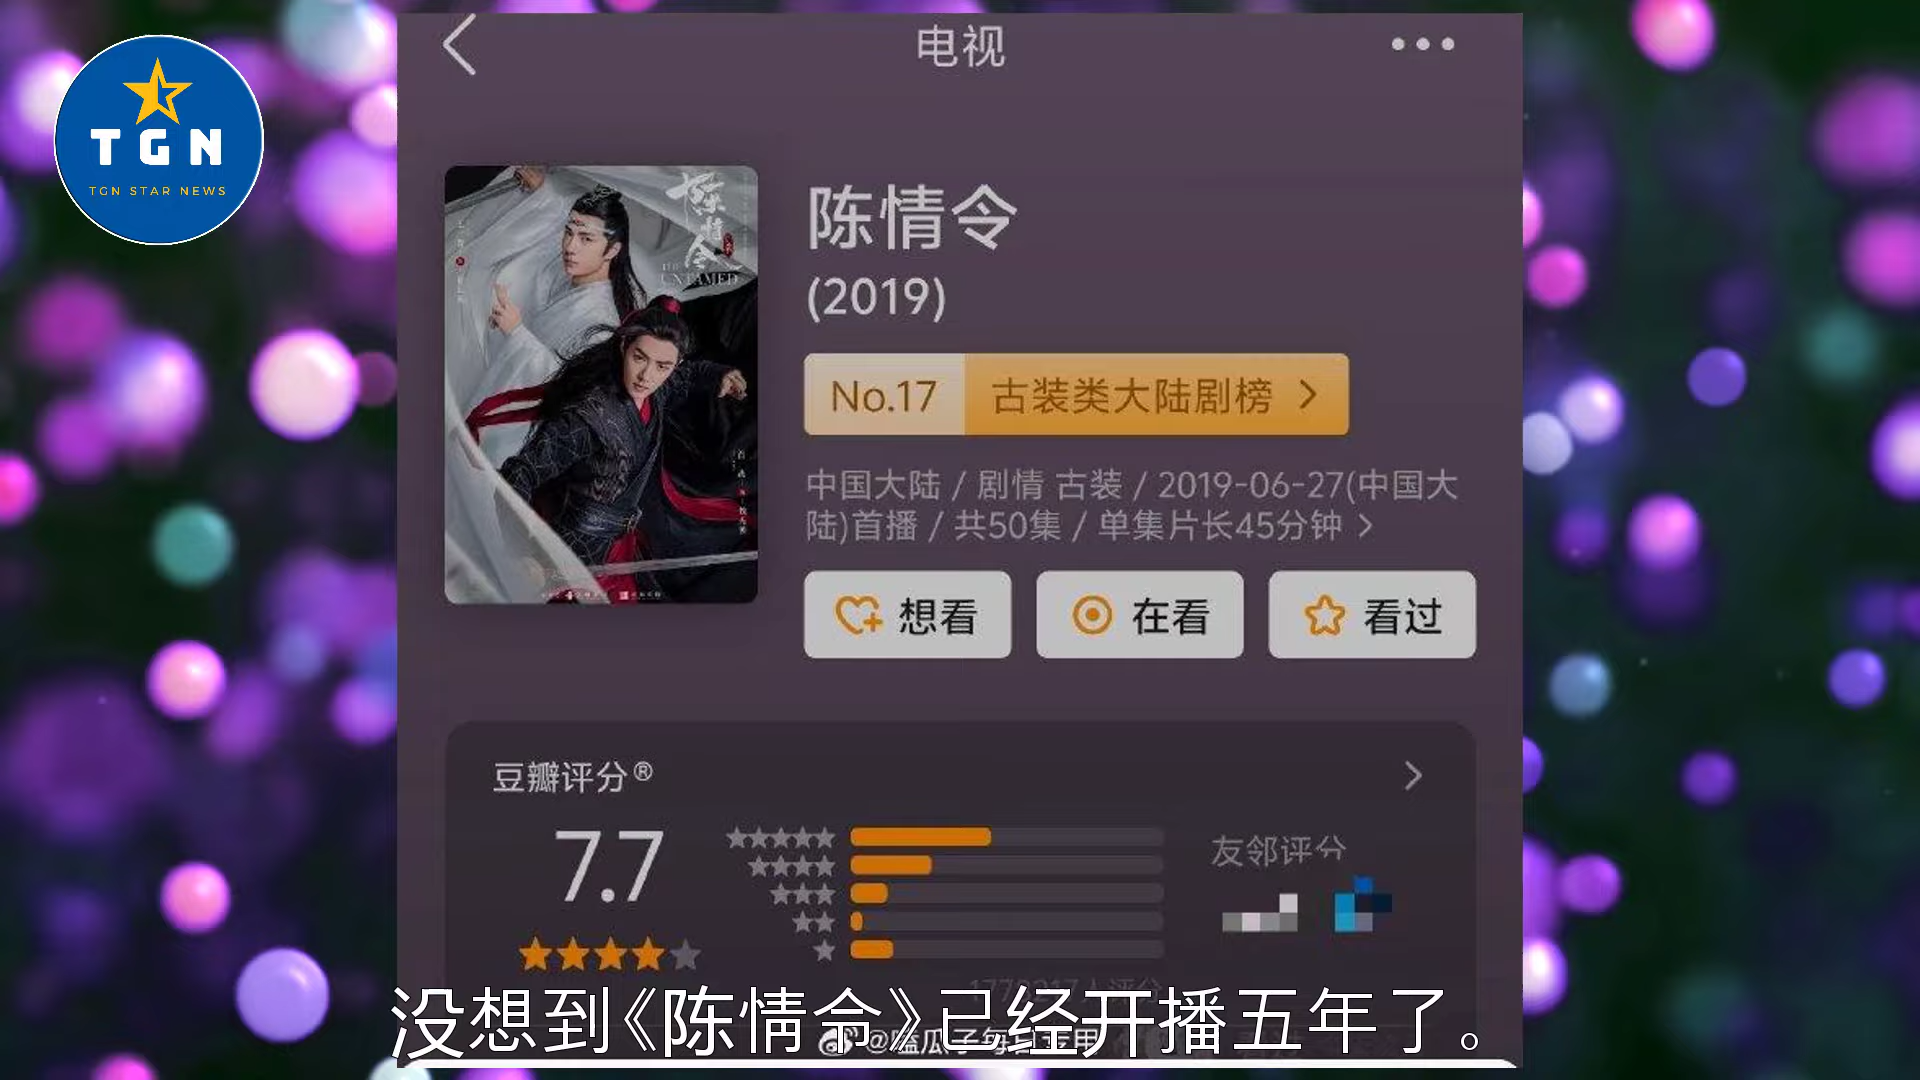 TGN
TGN STAR NEWS
电视
陈情令
UNTAMED
陈情令
(2019)
No.17 古装类大陆剧榜
中国大陆 / 剧情 古装 / 2019-06-27(中国大
陆)首播 / 共50集 / 单集片长45分钟
想看 在看 看过
豆瓣评分®
7.7
友邻评分
没想到《陈情令》已经开播五年了。